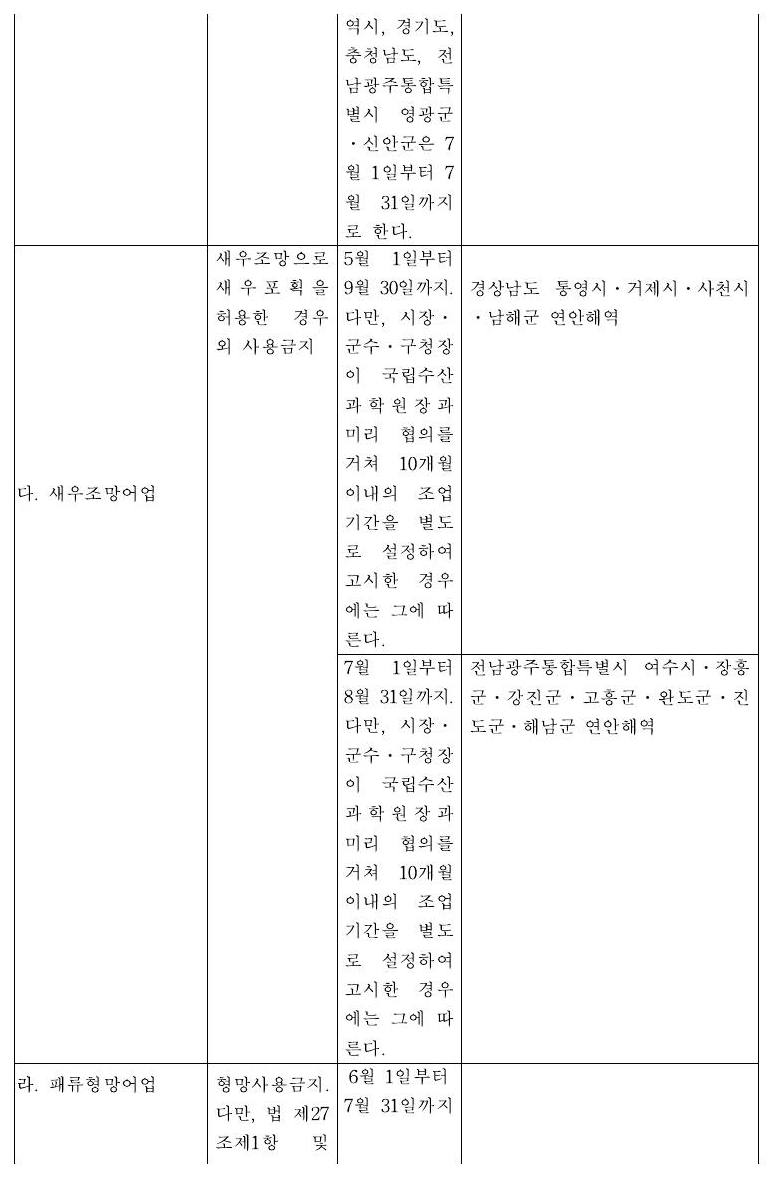 역시, 경기도,
충청남도, 전
남광주통합특
별시 영광군
·신안군은 7
월 1일부터 7
월 31일까지
로 한다.
다. 새우조망어업
새우조망으로
새우포획을
허용한 경우
외 사용금지
5월 1일부터
9월 30일까지.
다만, 시장·
군수·구청장
이 국립수산
과학원장과
미리 협의를
거쳐 10개월
이내의 조업
기간을 별도
로 설정하여
고시한 경우
에는 그에 따
른다.
경상남도 통영시·거제시·사천시
·남해군 연안해역
7월 1일부터
8월 31일까지.
다만, 시장·
군수·구청장
이 국립수산
과학원장과
미리 협의를
거쳐 10개월
이내의 조업
기간을 별도
로 설정하여
고시한 경우
에는 그에 따
른다.
전남광주통합특별시 여수시·장흥
군·강진군·고흥군·완도군·진
도군·해남군 연안해역
라. 패류형망어업
형망사용금지.
다만, 법 제27
조제1항 및
6월 1일부터
7월 31일까지